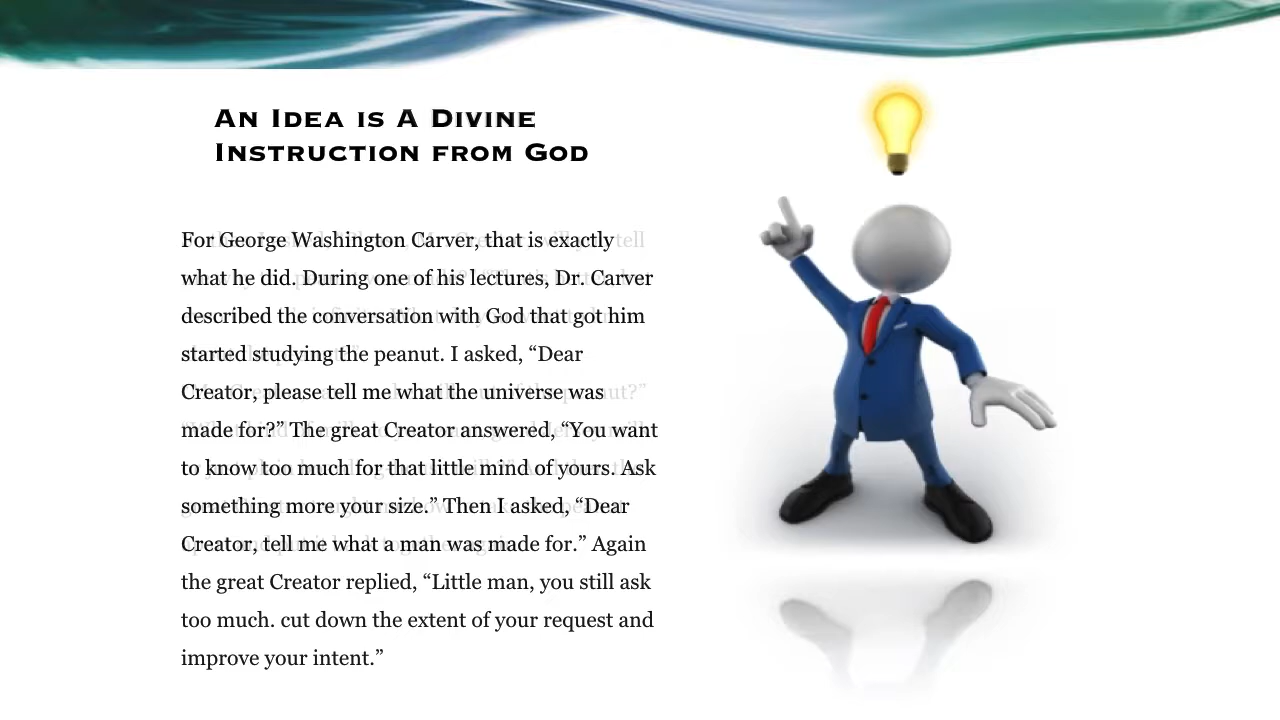 An Idea is A Divine
Instruction from God
For George Washington Carver, that is exactly
what he did. During one of his lectures, Dr. Carver
described the conversation with God that got him
started studying the peanut. I asked, “Dear
Creator, please tell me what the universe was
made for?” The great Creator answered, “You want
to know too much for that little mind of yours. Ask
something more your size.” Then I asked, “Dear
Creator, tell me what a man was made for.” Again
the great Creator replied, “Little man, you still ask
too much. cut down the extent of your request and
improve your intent.”